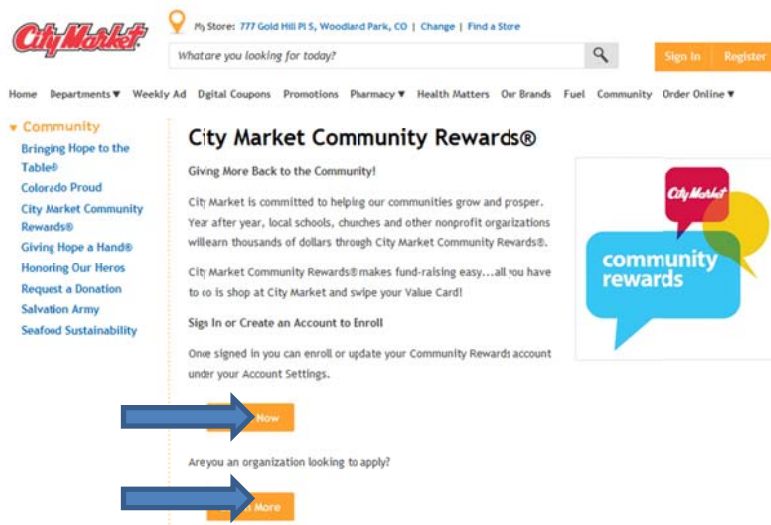 City Market.
My Store: 777 Gold Hill Pl S, Woodland Park, CO | Change | Find a Store
Whatare you looking for today?
Sign In Register
Home Departments ▼ Weekly Ad Digital Coupons Promotions Pharmacy ▼ Health Matters Our Brands Fuel Community Order Online ▼
▼ Community
Bringing Hope to the
Table®
Colorado Proud
City Market Community
Rewards®
Giving Hope a Hand®
Honoring Our Heros
Request a Donation
Salvation Army
Seafood Sustainability
City Market Community Rewards®
Giving More Back to the Community!
City Market is committed to helping our communities grow and prosper.
Year after year, local schools, churches and other nonprofit organizations
will earn thousands of dollars through City Market Community Rewards®.
City Market Community Rewards® makes fund-raising easy...all you have
to do is shop at City Market and swipe your Value Card!
Sign In or Create an Account to Enroll
Once signed in you can enroll or update your Community Rewards account
under your Account Settings.
Now
Are you an organization looking to apply?
More
City Market
community
rewards